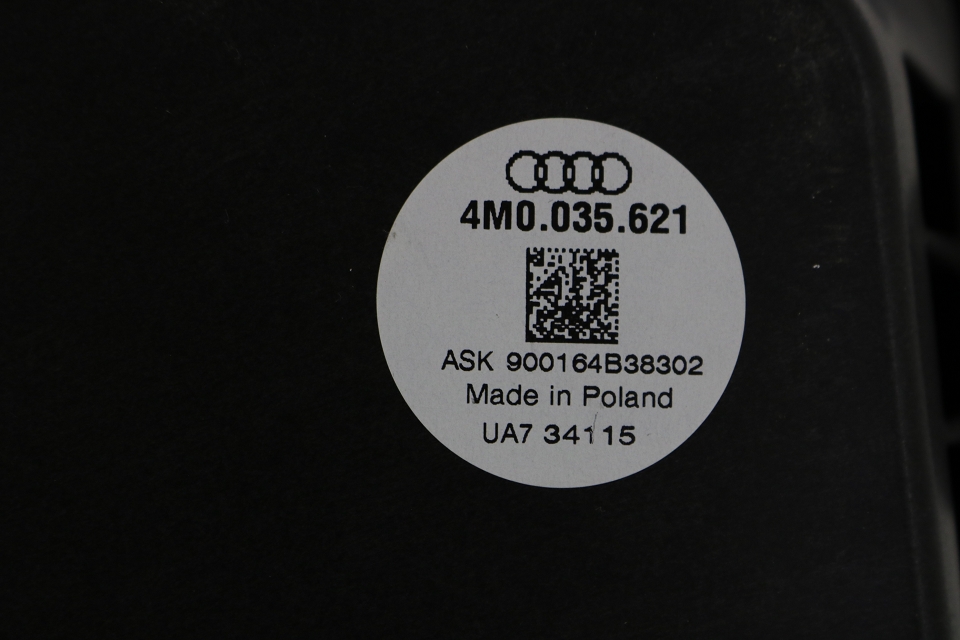 4M0.035.621
ASK 900164B38302
Made in Poland
UA7 34115